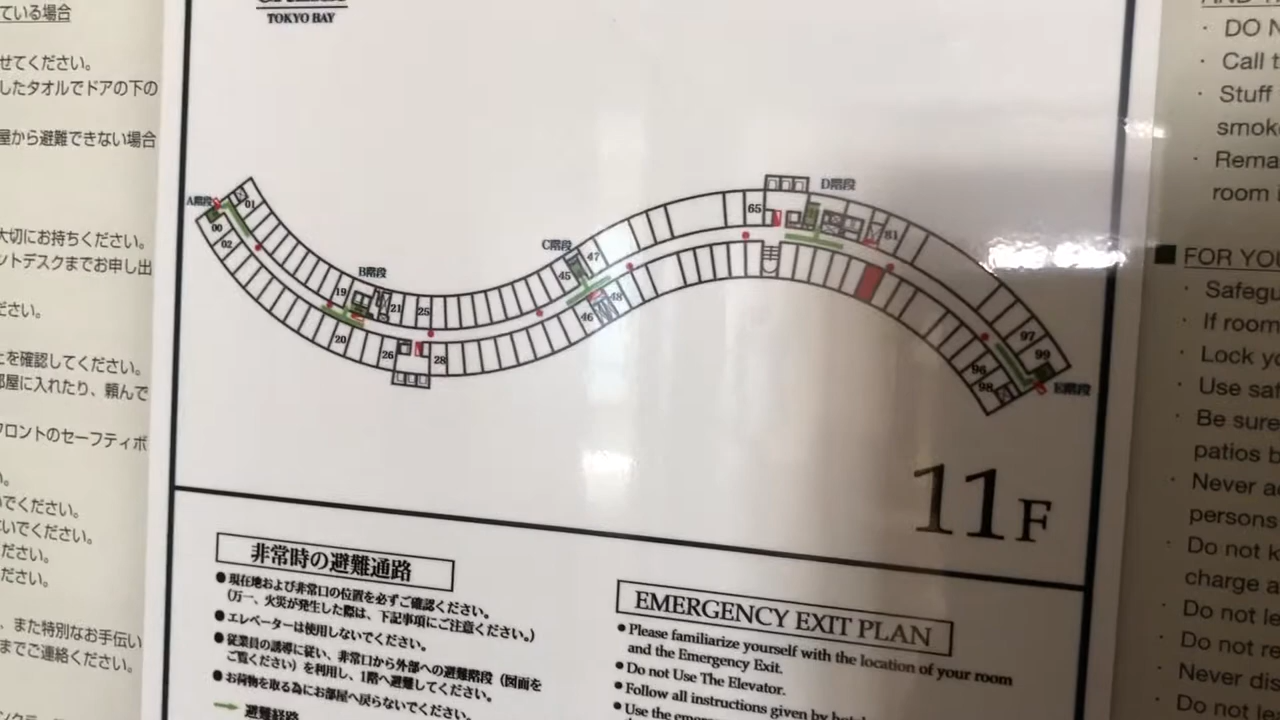 ている場合
せてください。
したタオルでドアの下の
屋から避難できない場合
大切にお持ちください。
ントデスクまでお申し出
ださい。
を確認してください。
部屋に入れたり、頼んで
フロントのセーフティボ
い。
でください。
いでください。
ださい。
ださい。
、また特別なお手伝い
までご連絡ください。
TOKYO BAY
A階段
01
00
02
B階段
19
21
25
20
26
28
C階段
47
45
48
46
D階段
65
81
97
99
96
98
E階段
11F
非常時の避難通路
●現在地および非常口の位置を必ずご確認ください。
（万一、火災が発生した際は、下記事項にご注意ください。）
●エレベーターは使用しないでください。
●従業員の誘導に従い、非常口から外部への避難階段（図面を
ご覧ください）を利用し、1階へ避難してください。
●お荷物を取る為にお部屋へ戻らないでください。
避難経路
EMERGENCY EXIT PLAN
●Please familiarize yourself with the location of your room
and the Emergency Exit.
●Do not Use The Elevator.
●Follow all instructions given by
●Use the
· DO N
· Call t
· Stuff
smok
· Rema
room
■ FOR YOU
· Safegu
· If room
· Lock yo
· Use saf
· Be sure
patios b
· Never a
persons
· Do not k
charge a
· Do not le
· Do not re
· Never dis
· Do not le